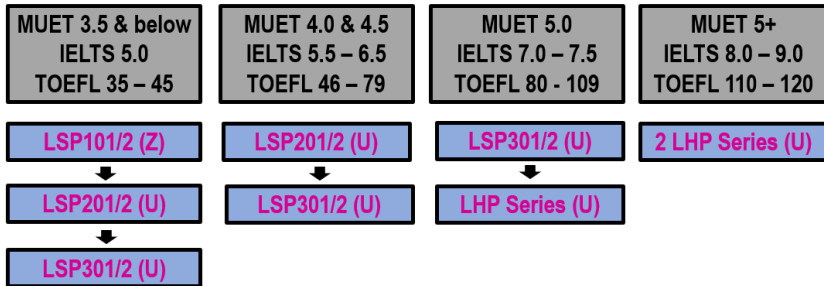 MUET 3.5 & below
IELTS 5.0
TOEFL 35 – 45
MUET 4.0 & 4.5
IELTS 5.5 – 6.5
TOEFL 46 – 79
MUET 5.0
IELTS 7.0 – 7.5
TOEFL 80 - 109
MUET 5+
IELTS 8.0 – 9.0
TOEFL 110 – 120
LSP101/2 (Z)
LSP201/2 (U)
LSP301/2 (U)
LSP201/2 (U)
LSP301/2 (U)
LSP301/2 (U)
LHP Series (U)
2 LHP Series (U)